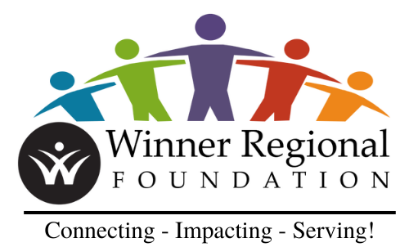 Winner Regional
FOUNDATION
Connecting - Impacting - Serving!